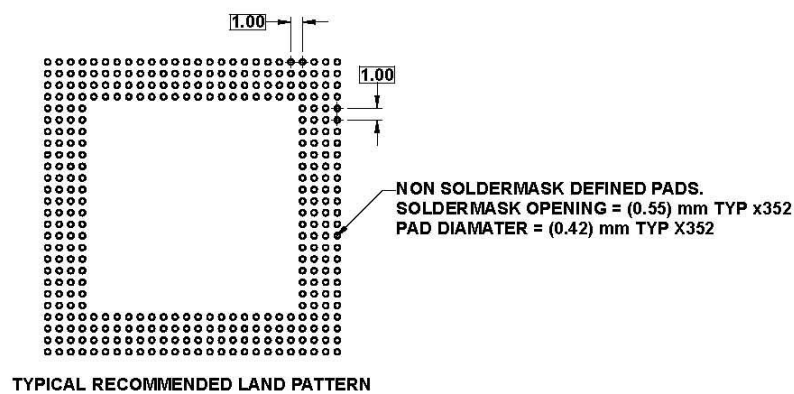 1.00
1.00
NON SOLDERMASK DEFINED PADS.
SOLDERMASK OPENING = (0.55) mm TYP x352
PAD DIAMATER = (0.42) mm TYP X352
TYPICAL RECOMMENDED LAND PATTERN